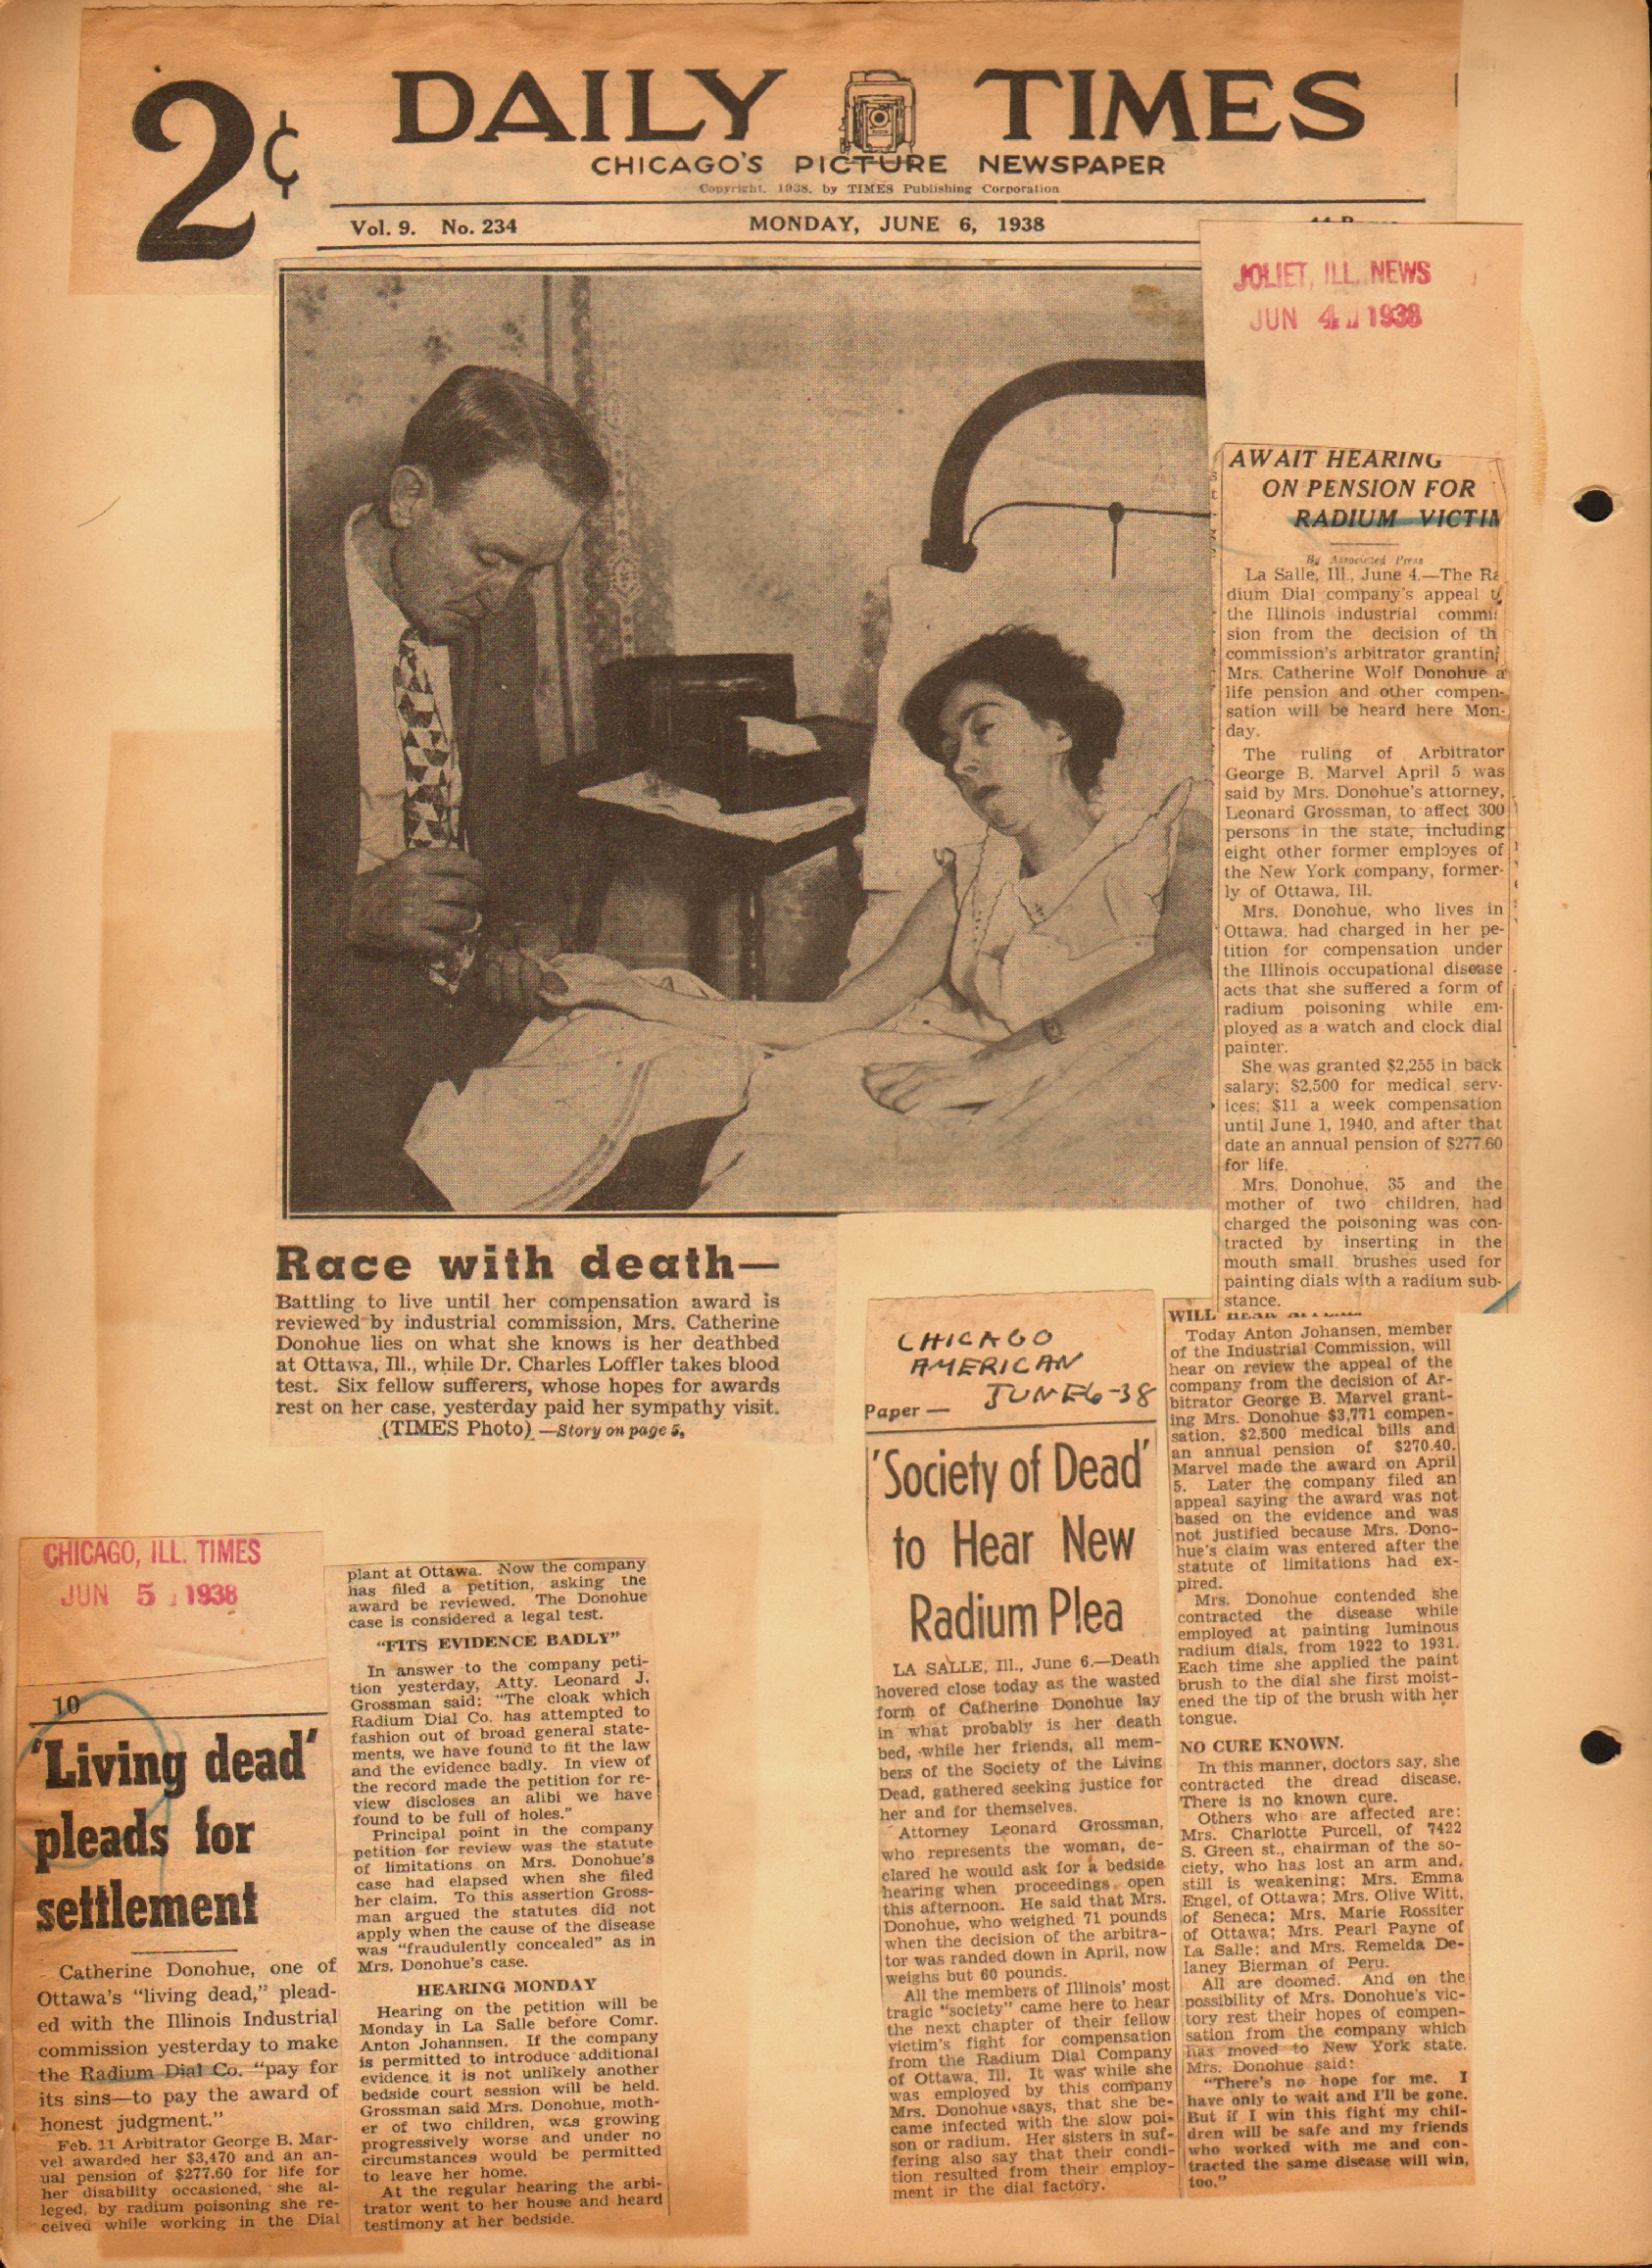 2¢ DAILY TIMES
CHICAGO'S PICTURE NEWSPAPER
Copyright, 1938, by TIMES Publishing Corporation
Vol. 9. No. 234 MONDAY, JUNE 6, 1938
JOLIET, ILL. NEWS
JUN 4 1938
AWAIT HEARING
ON PENSION FOR
RADIUM VICTIM
By Associated Press
La Salle, Ill., June 4.—The Ra
dium Dial company's appeal t
the Illinois industrial commis
sion from the decision of th
commission's arbitrator granting
Mrs. Catherine Wolf Donohue a
life pension and other compen-
sation will be heard here Mon-
day.
The ruling of Arbitrator
George B. Marvel April 5 was
said by Mrs. Donohue's attorney,
Leonard Grossman, to affect 300
persons in the state, including
eight other former employes of
the New York company, former-
ly of Ottawa, Ill.
Mrs. Donohue, who lives in
Ottawa, had charged in her pe-
tition for compensation under
the Illinois occupational disease
acts that she suffered a form of
radium poisoning while em-
ployed as a watch and clock dial
painter.
She was granted $2,255 in back
salary; $2,500 for medical serv-
ices; $11 a week compensation
until June 1, 1940, and after that
date an annual pension of $277.60
for life.
Mrs. Donohue, 35 and the
mother of two children, had
charged the poisoning was con-
tracted by inserting in the
mouth small brushes used for
painting dials with a radium sub-
stance.
Race with death—
Battling to live until her compensation award is
reviewed by industrial commission, Mrs. Catherine
Donohue lies on what she knows is her deathbed
at Ottawa, Ill., while Dr. Charles Loffler takes blood
test. Six fellow sufferers, whose hopes for awards
rest on her case, yesterday paid her sympathy visit.
(TIMES Photo) —Story on page 5.
CHICAGO, ILL. TIMES
JUN 5 1938
10
'Living dead'
pleads for
settlement
Catherine Donohue, one of
Ottawa's "living dead," plead-
ed with the Illinois Industrial
commission yesterday to make
the Radium Dial Co. "pay for
its sins—to pay the award of
honest judgment."
Feb. 11 Arbitrator George B. Mar-
vel awarded her $3,470 and an an-
ual pension of $277.60 for life for
her disability occasioned, she al-
leged, by radium poisoning she re-
ceived while working in the Dial
plant at Ottawa. Now the company
has filed a petition, asking the
award be reviewed. The Donohue
case is considered a legal test.
"FITS EVIDENCE BADLY"
In answer to the company peti-
tion yesterday, Atty. Leonard J.
Grossman said: "The cloak which
Radium Dial Co. has attempted to
fashion out of broad general state-
ments, we have found to fit the law
and the evidence badly. In view of
the record made the petition for re-
view discloses an alibi we have
found to be full of holes."
Principal point in the company
petition for review was the statute
of limitations on Mrs. Donohue's
case had elapsed when she filed
her claim. To this assertion Gross-
man argued the statutes did not
apply when the cause of the disease
was "fraudulently concealed" as in
Mrs. Donohue's case.
HEARING MONDAY
Hearing on the petition will be
Monday in La Salle before Comr.
Anton Johannsen. If the company
is permitted to introduce additional
evidence it is not unlikely another
bedside court session will be held.
Grossman said Mrs. Donohue, moth-
er of two children, was growing
progressively worse and under no
circumstances would be permitted
to leave her home.
At the regular hearing the arbi-
trator went to her house and heard
testimony at her bedside.
CHICAGO
AMERICAN
Paper — JUNE 6-38
'Society of Dead'
to Hear New
Radium Plea
LA SALLE, Ill., June 6.—Death
hovered close today as the wasted
form of Catherine Donohue lay
in what probably is her death
bed, while her friends, all mem-
bers of the Society of the Living
Dead, gathered seeking justice for
her and for themselves.
Attorney Leonard Grossman,
who represents the woman, de-
clared he would ask for a bedside
hearing when proceedings open
this afternoon. He said that Mrs.
Donohue, who weighed 71 pounds
when the decision of the arbitra-
tor was randed down in April, now
weighs but 60 pounds.
All the members of Illinois' most
tragic "society" came here to hear
the next chapter of their fellow
victim's fight for compensation
from the Radium Dial Company
of Ottawa, Ill. It was while she
was employed by this company
Mrs. Donohue says, that she be-
came infected with the slow poi-
son or radium. Her sisters in suf-
fering also say that their condi-
tion resulted from their employ-
ment in the dial factory.
WILL
Today Anton Johansen, member
of the Industrial Commission, will
hear on review the appeal of the
company from the decision of Ar-
bitrator George B. Marvel grant-
ing Mrs. Donohue $3,771 compen-
sation, $2,500 medical bills and
an annual pension of $270.40.
Marvel made the award on April
5. Later the company filed an
appeal saying the award was not
based on the evidence and was
not justified because Mrs. Dono-
hue's claim was entered after the
statute of limitations had ex-
pired.
Mrs. Donohue contended she
contracted the disease while
employed at painting luminous
radium dials, from 1922 to 1931.
Each time she applied the paint
brush to the dial she first moist-
ened the tip of the brush with her
tongue.
NO CURE KNOWN.
In this manner, doctors say, she
contracted the dread disease.
There is no known cure.
Others who are affected are:
Mrs. Charlotte Purcell, of 7422
S. Green st., chairman of the so-
ciety, who has lost an arm and
still is weakening; Mrs. Emma
Engel, of Ottawa; Mrs. Olive Witt,
of Seneca; Mrs. Marie Rossiter
of Ottawa; Mrs. Pearl Payne of
La Salle; and Mrs. Remelda De-
laney Bierman of Peru.
All are doomed. And on the
possibility of Mrs. Donohue's vic-
tory rest their hopes of compen-
sation from the company which
has moved to New York state.
Mrs. Donohue said:
"There's no hope for me. I
have only to wait and I'll be gone.
But if I win this fight my chil-
dren will be safe and my friends
who worked with me and con-
tracted the same disease will win,
too."